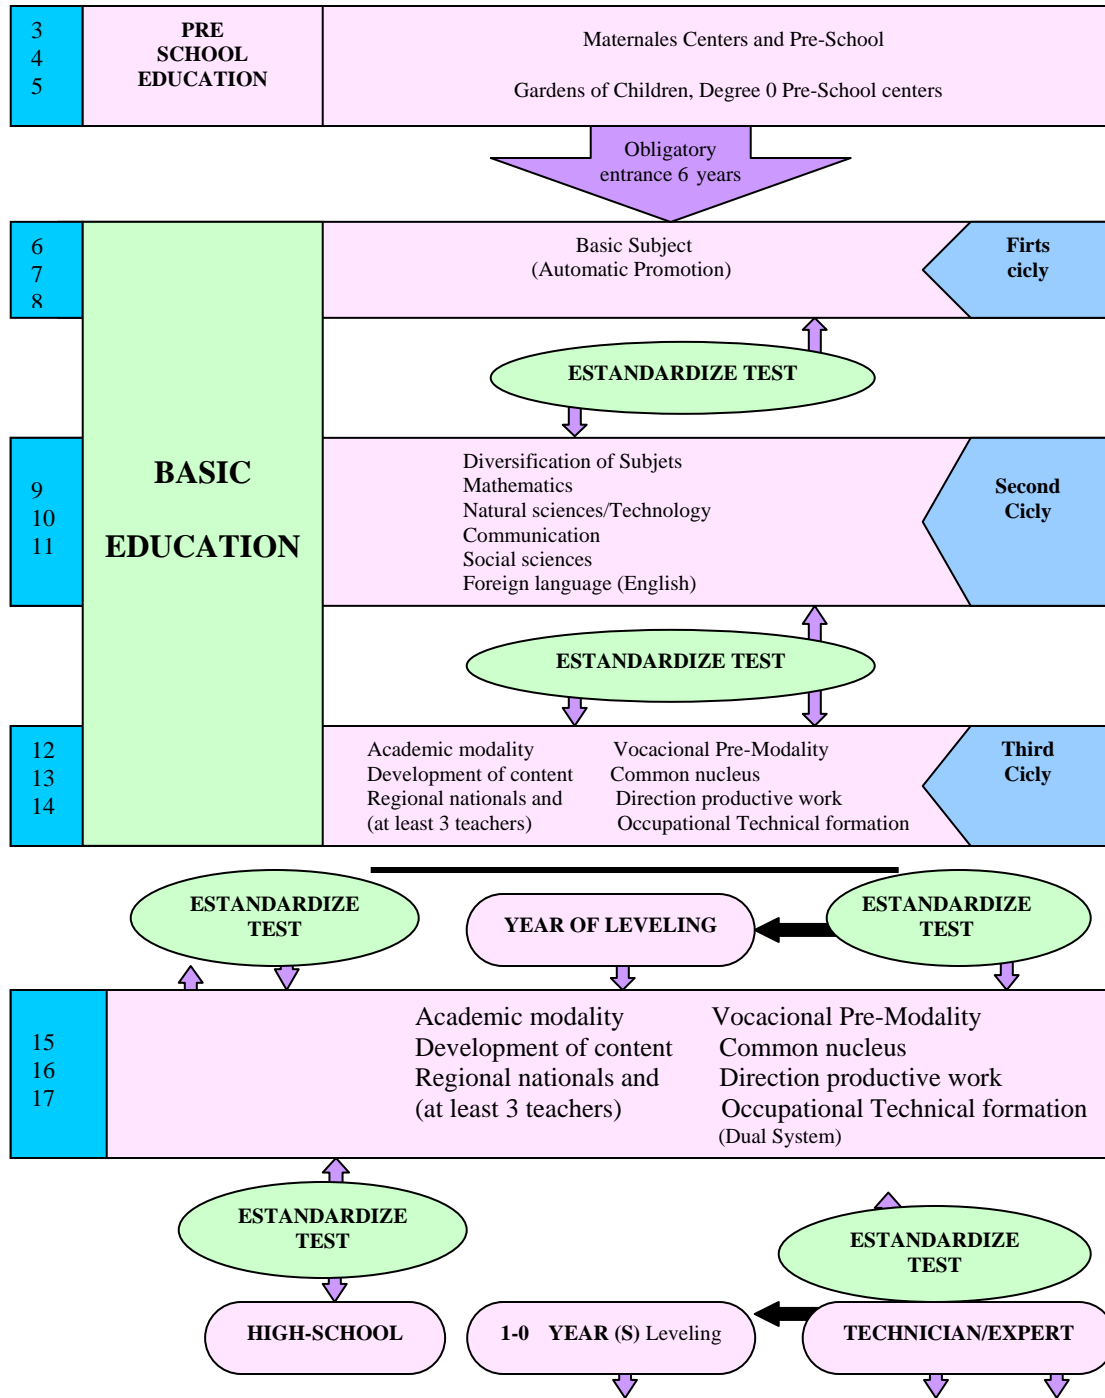 3
4
5
PRE
SCHOOL
EDUCATION
Maternales Centers and Pre-School
Gardens of Children, Degree 0 Pre-School centers
Obligatory
entrance 6 years
6
7
8
Basic Subject
(Automatic Promotion)
Firts
cicly
ESTANDARDIZE TEST
BASIC
EDUCATION
9
10
11
Diversification of Subjets
Mathematics
Natural sciences/Technology
Communication
Social sciences
Foreign language (English)
Second
Cicly
ESTANDARDIZE TEST
12
13
14
Academic modality
Development of content
Regional nationals and
(at least 3 teachers)
Vocacional Pre-Modality
Common nucleus
Direction productive work
Occupational Technical formation
Third
Cicly
ESTANDARDIZE
TEST
YEAR OF LEVELING
ESTANDARDIZE
TEST
15
16
17
Academic modality
Development of content
Regional nationals and
(at least 3 teachers)
Vocacional Pre-Modality
Common nucleus
Direction productive work
Occupational Technical formation
(Dual System)
ESTANDARDIZE
TEST
ESTANDARDIZE
TEST
HIGH-SCHOOL
1-0 YEAR (S) Leveling
TECHNICIAN/EXPERT